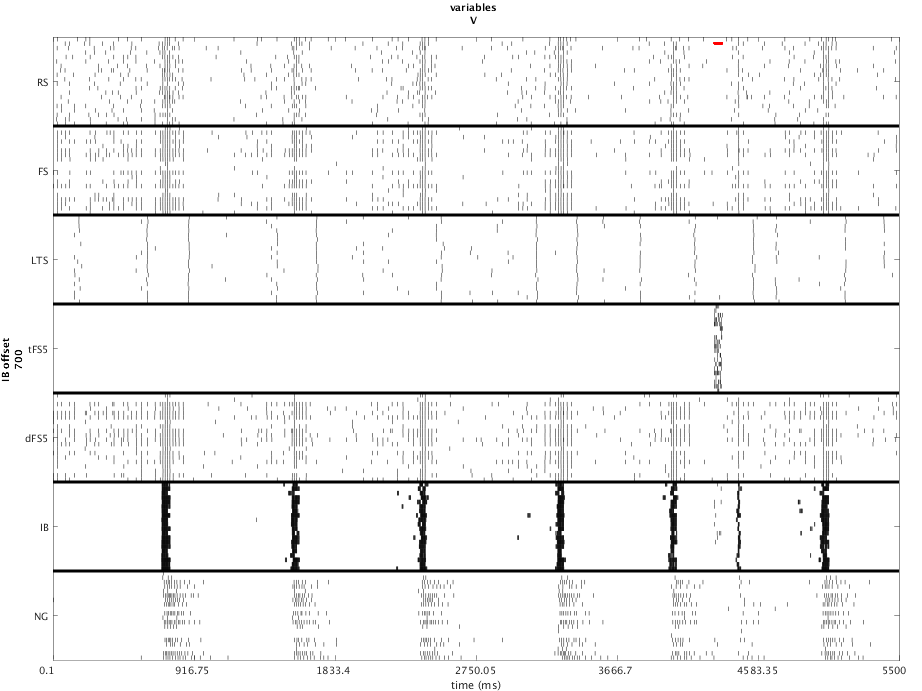 variables
V
RS
FS
LTS
tFS5
dFS5
IB
NG
IB offset
700
0.1
916.75
1833.4
2750.05
3666.7
4583.35
5500
time (ms)